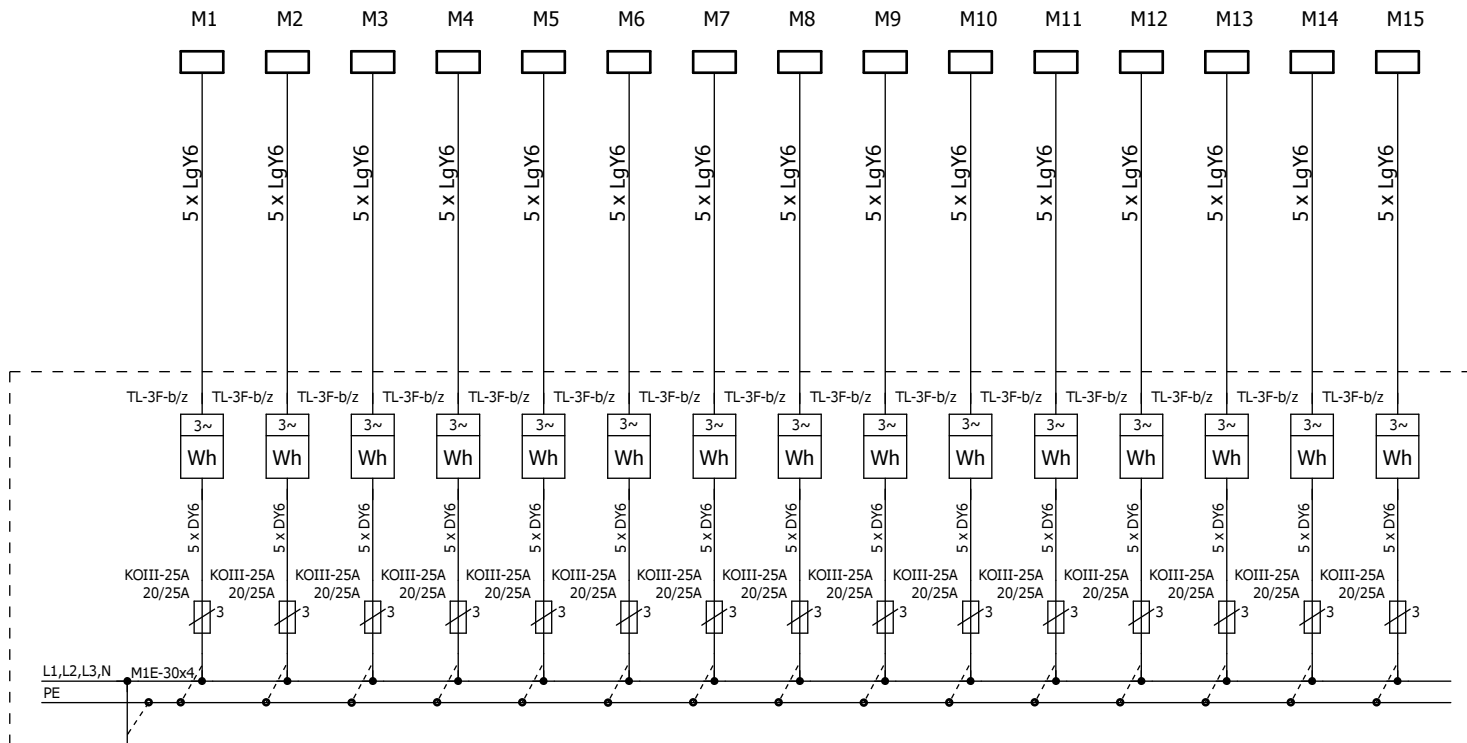 M1 M2 M3 M4 M5 M6 M7 M8 M9 M10 M11 M12 M13 M14 M15
5 x LgY6 5 x LgY6 5 x LgY6 5 x LgY6 5 x LgY6 5 x LgY6 5 x LgY6 5 x LgY6 5 x LgY6 5 x LgY6 5 x LgY6 5 x LgY6 5 x LgY6 5 x LgY6 5 x LgY6
TL-3F-b/z TL-3F-b/z TL-3F-b/z TL-3F-b/z TL-3F-b/z TL-3F-b/z TL-3F-b/z TL-3F-b/z TL-3F-b/z TL-3F-b/z TL-3F-b/z TL-3F-b/z TL-3F-b/z TL-3F-b/z TL-3F-b/z
3~ 3~ 3~ 3~ 3~ 3~ 3~ 3~ 3~ 3~ 3~ 3~ 3~ 3~ 3~
Wh Wh Wh Wh Wh Wh Wh Wh Wh Wh Wh Wh Wh Wh Wh
5 x DY6 5 x DY6 5 x DY6 5 x DY6 5 x DY6 5 x DY6 5 x DY6 5 x DY6 5 x DY6 5 x DY6 5 x DY6 5 x DY6 5 x DY6 5 x DY6 5 x DY6
KOIII-25A KOIII-25A KOIII-25A KOIII-25A KOIII-25A KOIII-25A KOIII-25A KOIII-25A KOIII-25A KOIII-25A KOIII-25A KOIII-25A KOIII-25A KOIII-25A KOIII-25A
20/25A 20/25A 20/25A 20/25A 20/25A 20/25A 20/25A 20/25A 20/25A 20/25A 20/25A 20/25A 20/25A 20/25A 20/25A
3 3 3 3 3 3 3 3 3 3 3 3 3 3 3
L1,L2,L3,N M1E-30x4
PE